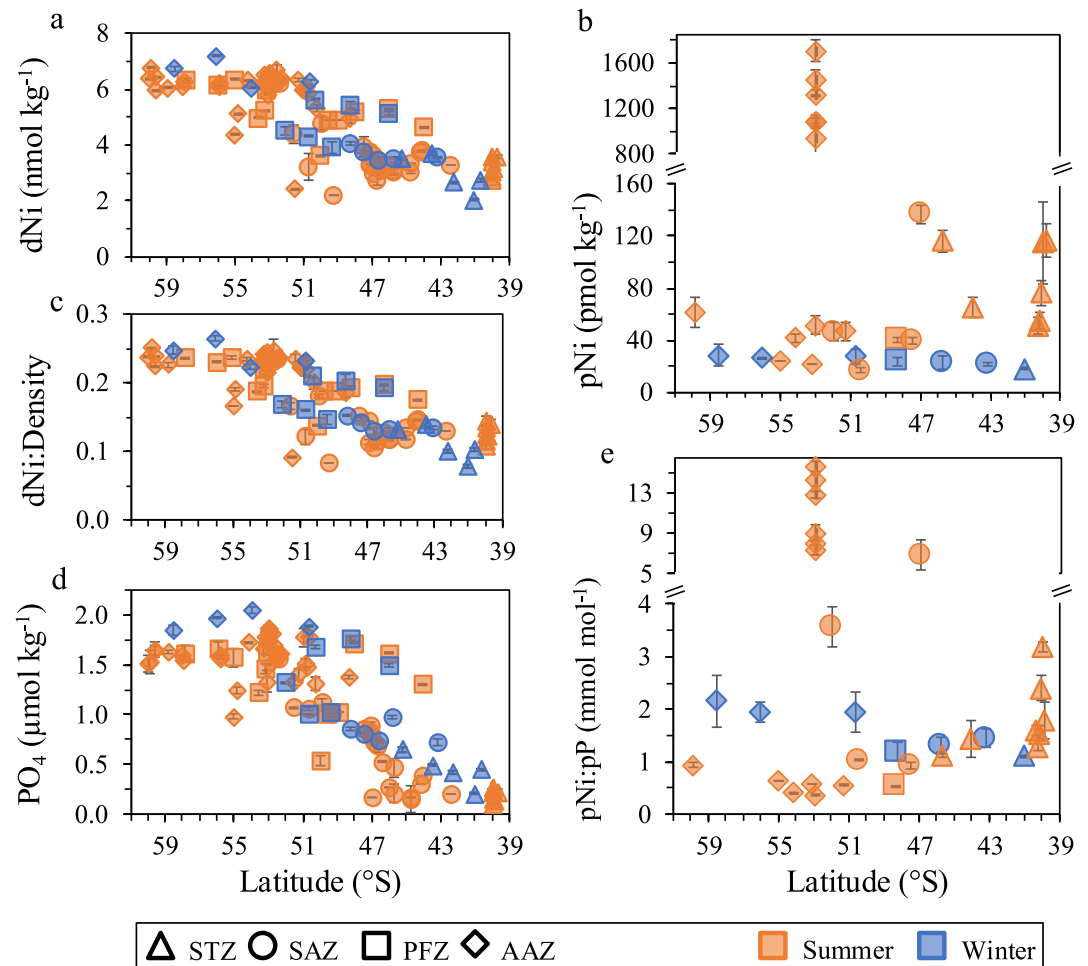 a
8
6
4
2
0
dNi (nmol kg⁻¹)
59 55 51 47 43 39
b
1600
1200
800
160
120
80
40
0
pNi (pmol kg⁻¹)
59 55 51 47 43 39
c
0.3
0.2
0.1
0.0
dNi:Density
59 55 51 47 43 39
d
2.0
1.5
1.0
0.5
0.0
PO₄ (µmol kg⁻¹)
59 55 51 47 43 39
Latitude (°S)
e
13
9
5
4
3
2
1
0
pNi:pP (mmol mol⁻¹)
59 55 51 47 43 39
Latitude (°S)
STZ SAZ PFZ AAZ Summer Winter